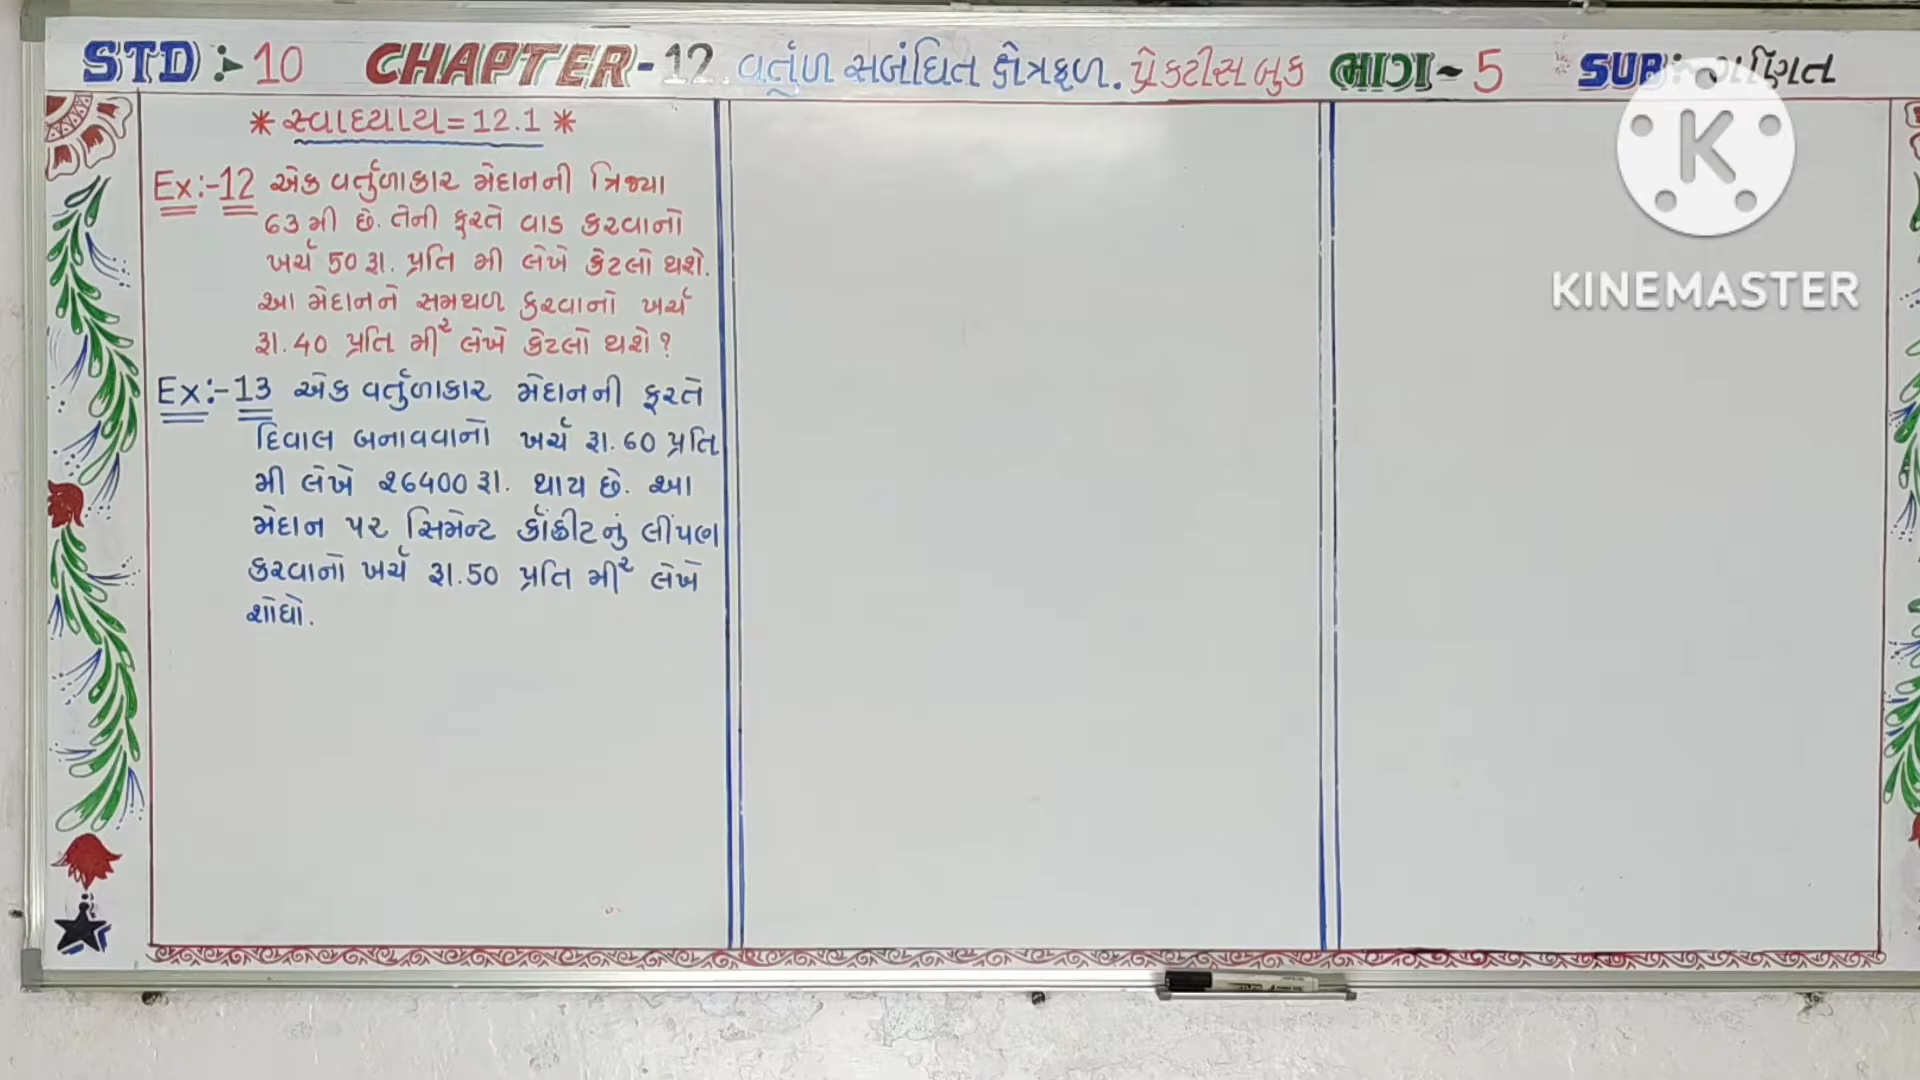 STD:- 10 CHAPTER-12 વર્તુળ સબંધિત ક્ષેત્રફળ. પ્રેક્ટીસ બુક ભાગ-5 SUB: ગણિત
* સ્વાધ્યાય = 12.1 *
Ex:-12 એક વર્તુળાકાર મેદાનની ત્રિજ્યા
63 મી છે. તેની ફરતે વાડ કરવાનો
ખર્ચ 50 રૂા. પ્રતિ મી લેખે કેટલો થશે.
આ મેદાનને સમથળ કરવાનો ખર્ચ
રૂા. 40 પ્રતિ મી૨ લેખે કેટલો થશે?
Ex:-13 એક વર્તુળાકાર મેદાનની ફરતે
દિવાલ બનાવવાનો ખર્ચ રૂા. 60 પ્રતિ
મી લેખે 26400 રૂા. થાય છે. આ
મેદાન પર સિમેન્ટ કોંક્રીટનું લીંપણ
કરવાનો ખર્ચ રૂા. 50 પ્રતિ મી૨ લેખે
શોધો.
K
KINEMASTER